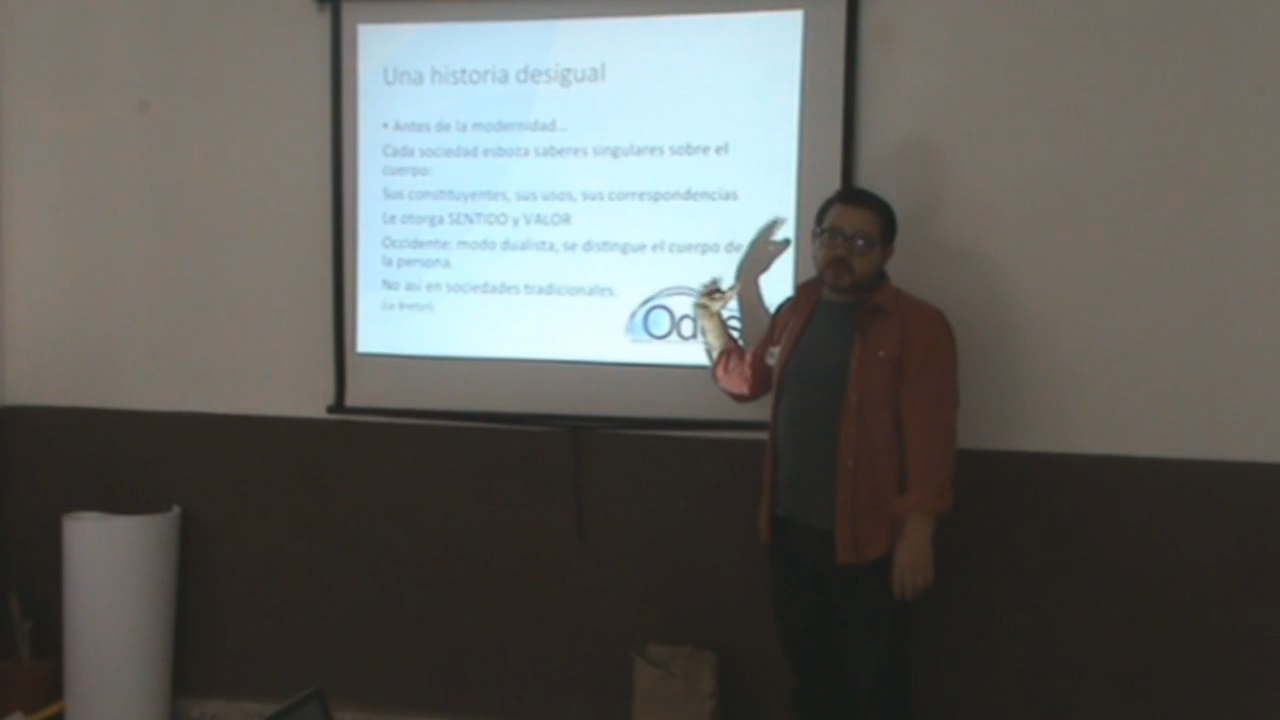 Una historia desigual
• Antes de la modernidad...
Cada sociedad esboza saberes singulares sobre el
cuerpo:
Sus constituyentes, sus usos, sus correspondencias
Le otorga SENTIDO y VALOR
Occidente: modo dualista, se distingue el cuerpo de
la persona.
No así en sociedades tradicionales.
(Le Breton)